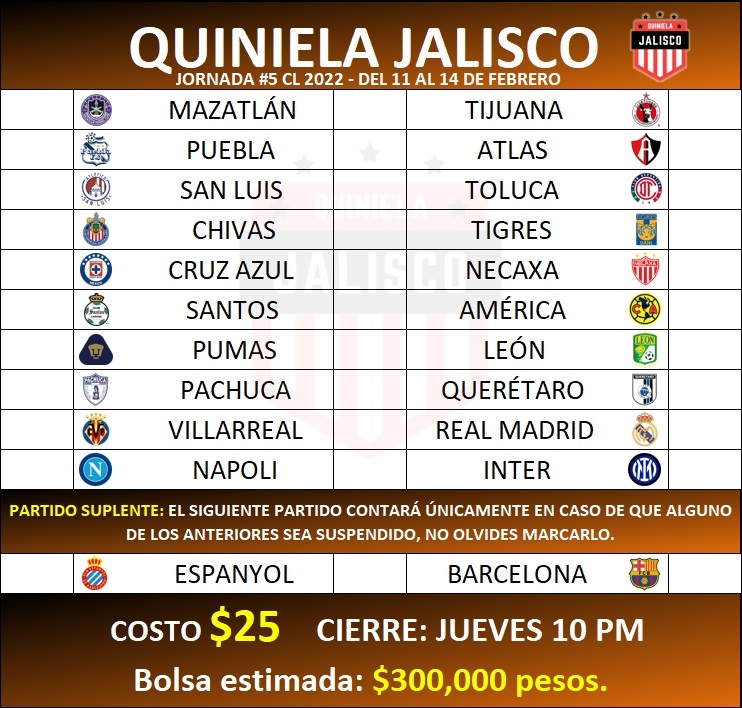 QUINIELA JALISCO
QUINIELA
JALISCO
JORNADA #5 CL 2022 - DEL 11 AL 14 DE FEBRERO
MAZATLÁN TIJUANA
PUEBLA ATLAS
SAN LUIS TOLUCA
QUINIELA
CHIVAS TIGRES
CRUZ AZUL NECAXA
JALISCO
SANTOS AMÉRICA
PUMAS LEÓN
PACHUCA QUERÉTARO
VILLARREAL REAL MADRID
NAPOLI INTER
PARTIDO SUPLENTE: EL SIGUIENTE PARTIDO CONTARÁ ÚNICAMENTE EN CASO DE QUE ALGUNO
DE LOS ANTERIORES SEA SUSPENDIDO, NO OLVIDES MARCARLO.
ESPANYOL BARCELONA
COSTO $25 CIERRE: JUEVES 10 PM
Bolsa estimada: $300,000 pesos.